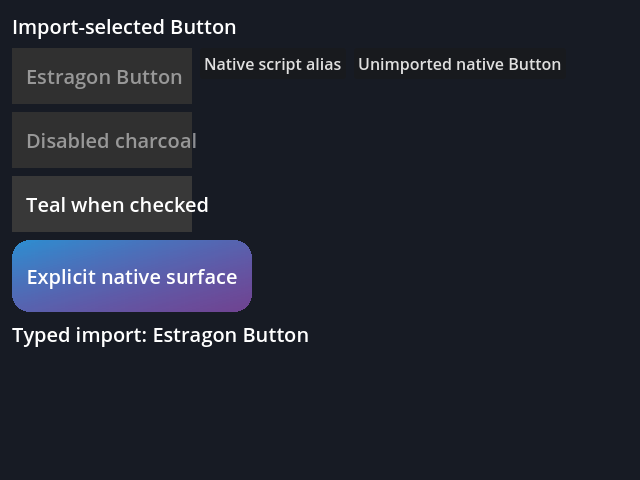 Import-selected Button
Estragon Button
Native script alias
Unimported native Button
Disabled charcoal
Teal when checked
Explicit native surface
Typed import: Estragon Button